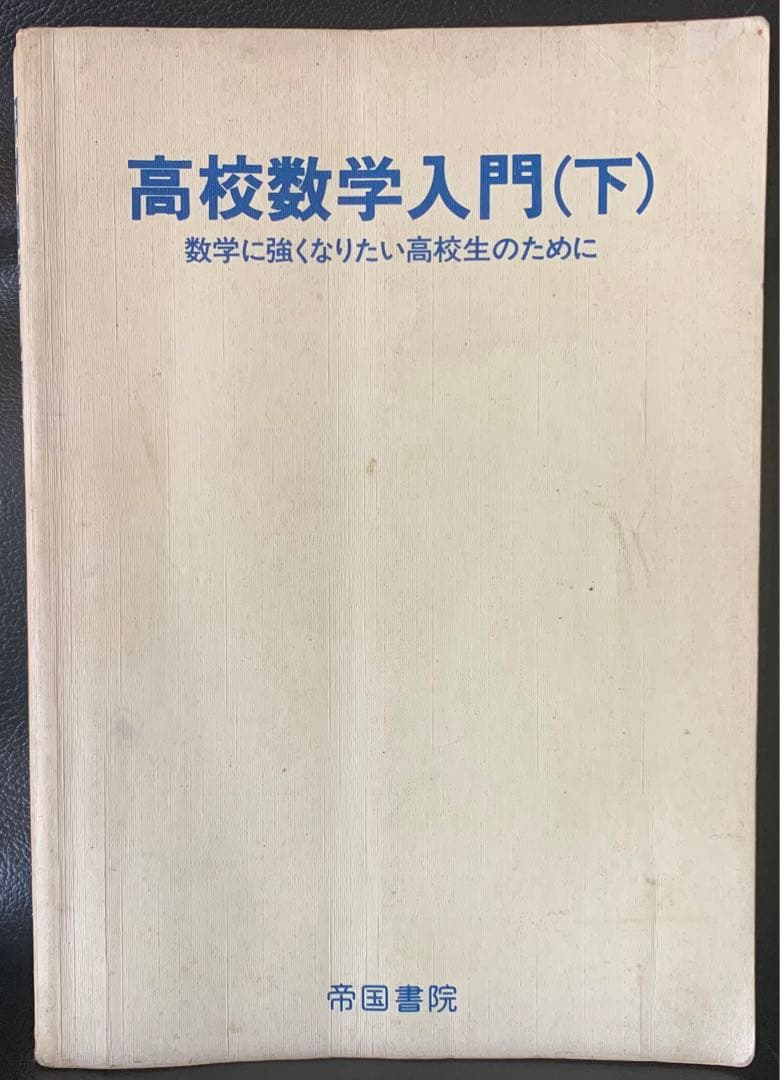 高校数学入門(下)
数学に強くなりたい高校生のために
帝国書院